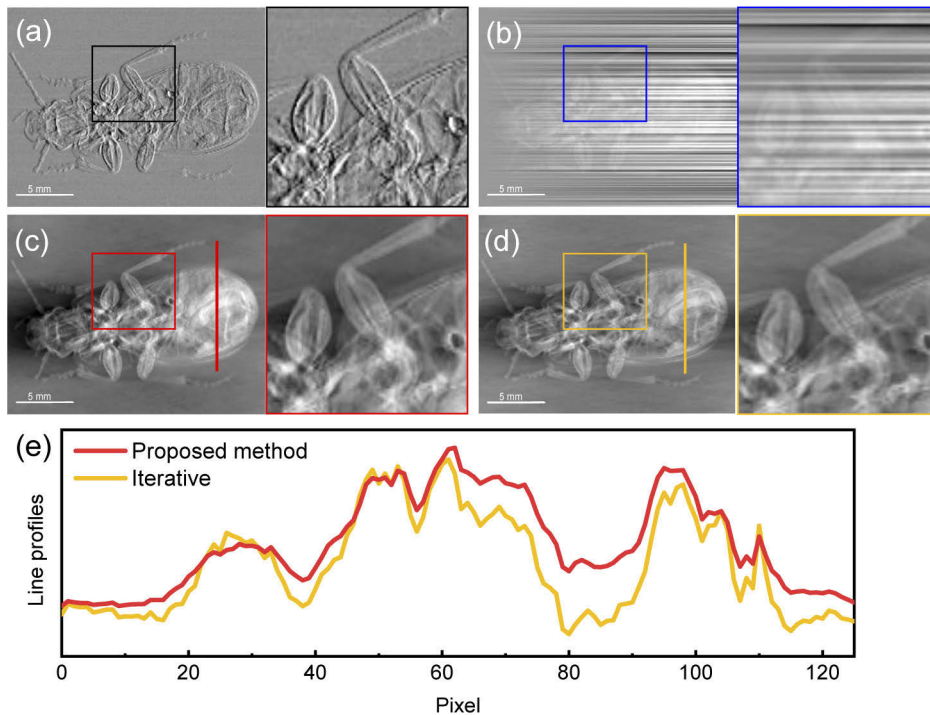 (a)
5 mm
(b)
5 mm
(c)
5 mm
(d)
5 mm
(e)
Proposed method
Iterative
Line profiles
0 20 40 60 80 100 120
Pixel